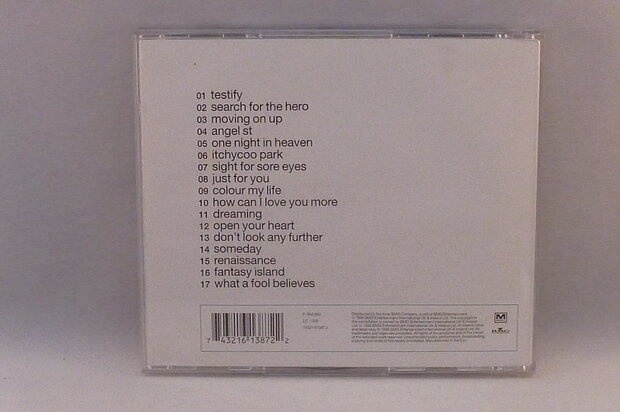 01 testify
02 search for the hero
03 moving on up
04 angel st
05 one night in heaven
06 itchycoo park
07 sight for sore eyes
08 just for you
09 colour my life
10 how can I love you more
11 dreaming
12 open your heart
13 don't look any further
14 someday
15 renaissance
16 fantasy island
17 what a fool believes
7 43216 13872 2
M
BMG